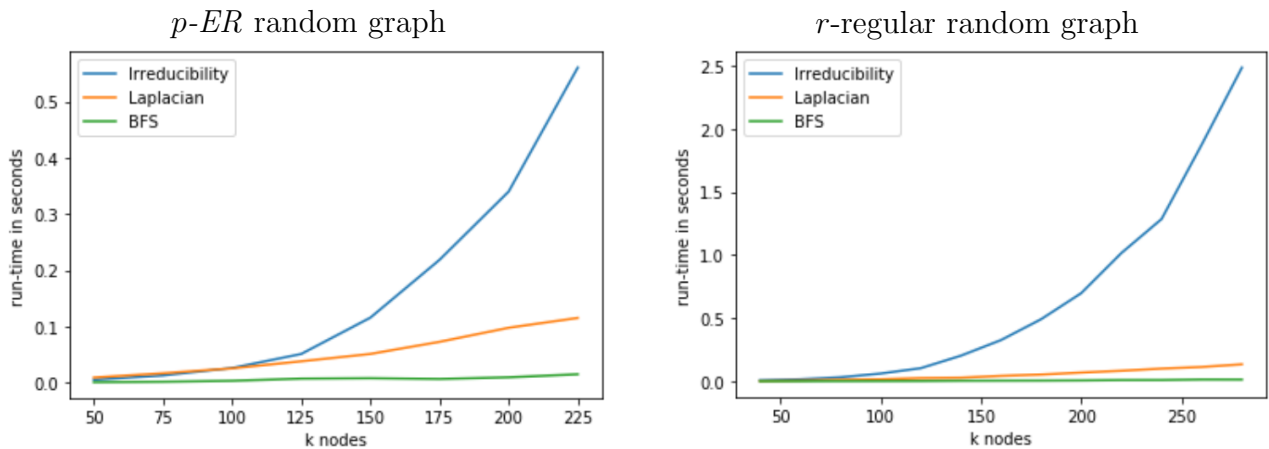 p-ER random graph
Irreducibility
Laplacian
BFS
run-time in seconds
0.5
0.4
0.3
0.2
0.1
0.0
50 75 100 125 150 175 200 225
k nodes
r-regular random graph
Irreducibility
Laplacian
BFS
run-time in seconds
2.5
2.0
1.5
1.0
0.5
0.0
50 100 150 200 250
k nodes